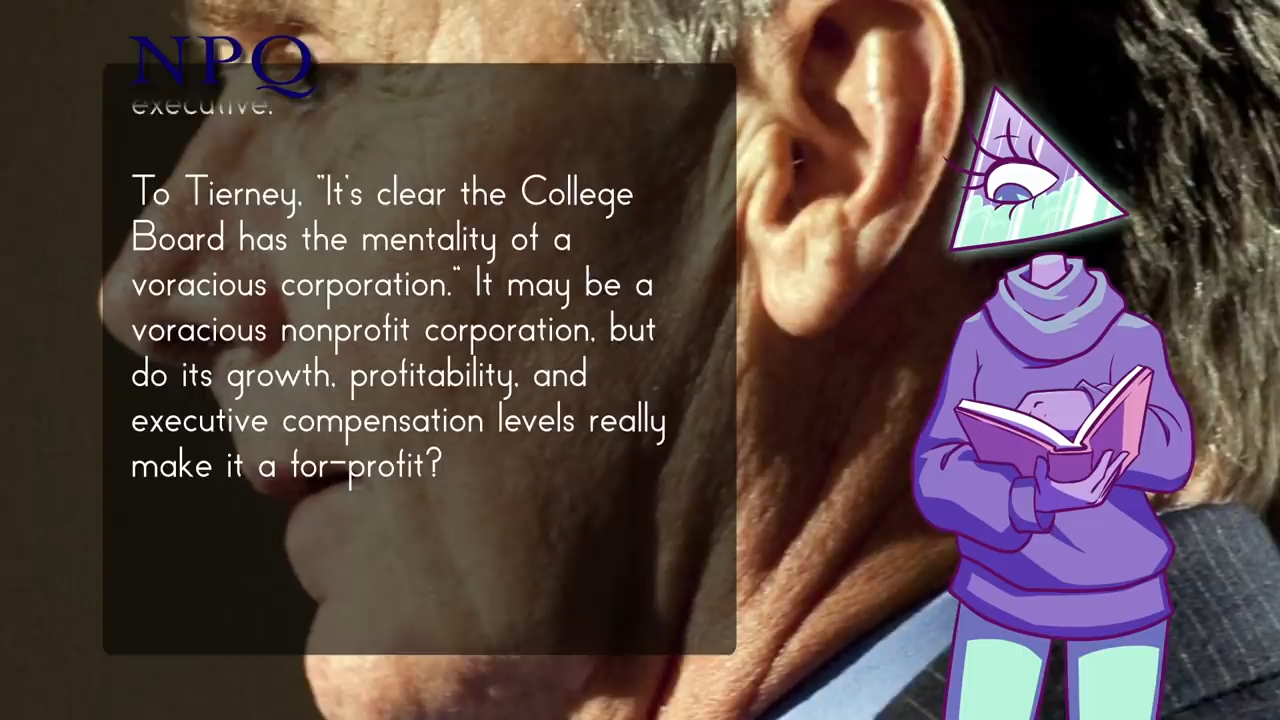 NPQ
executive.
To Tierney, "It's clear the College
Board has the mentality of a
voracious corporation." It may be a
voracious nonprofit corporation, but
do its growth, profitability, and
executive compensation levels really
make it a for-profit?